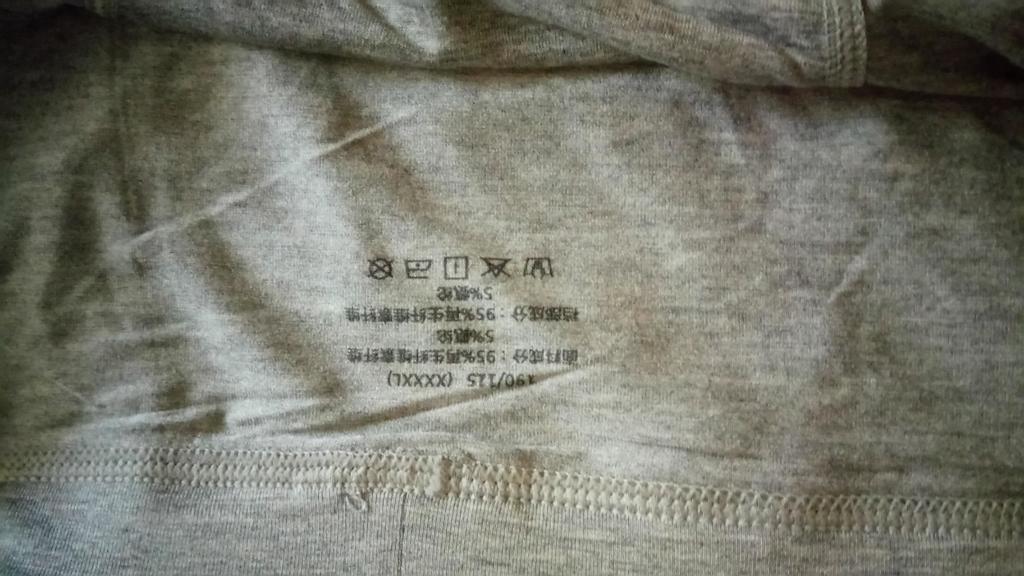 190/115 (XXXXL)
面料成分：95%再生纤维素纤维
5%氨纶
裆部成分：95%再生纤维素纤维
5%氨纶